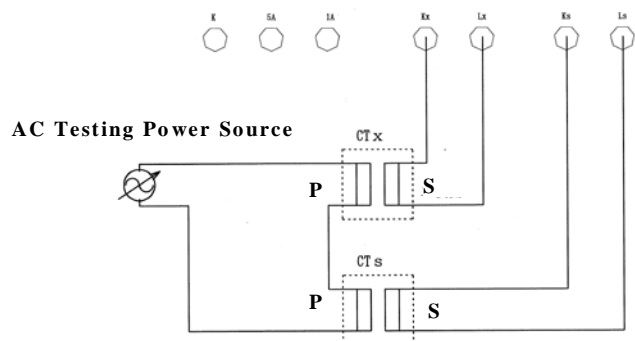 K 5A 1A Kx Lx Ks Ls
AC Testing Power Source
CTx
P S
CTs
P S